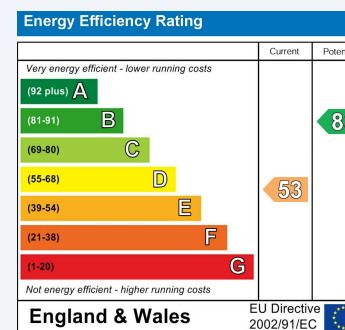 Energy Efficiency Rating
Current
Very energy efficient - lower running costs
(92 plus) A
(81-91) B
(69-80) C
(55-68) D
53
(39-54) E
(21-38) F
(1-20) G
Not energy efficient - higher running costs
England & Wales
EU Directive
2002/91/EC